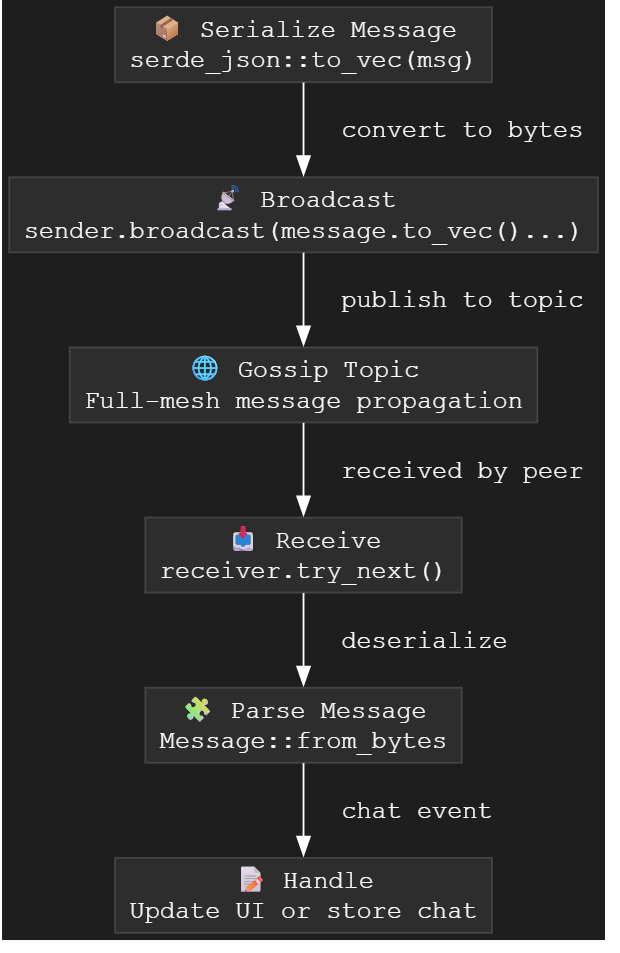 📦 Serialize Message
serde_json::to_vec(msg)
convert to bytes
📡 Broadcast
sender.broadcast(message.to_vec()...)
publish to topic
🌐 Gossip Topic
Full-mesh message propagation
received by peer
📥 Receive
receiver.try_next()
deserialize
🧩 Parse Message
Message::from_bytes
chat event
📝 Handle
Update UI or store chat